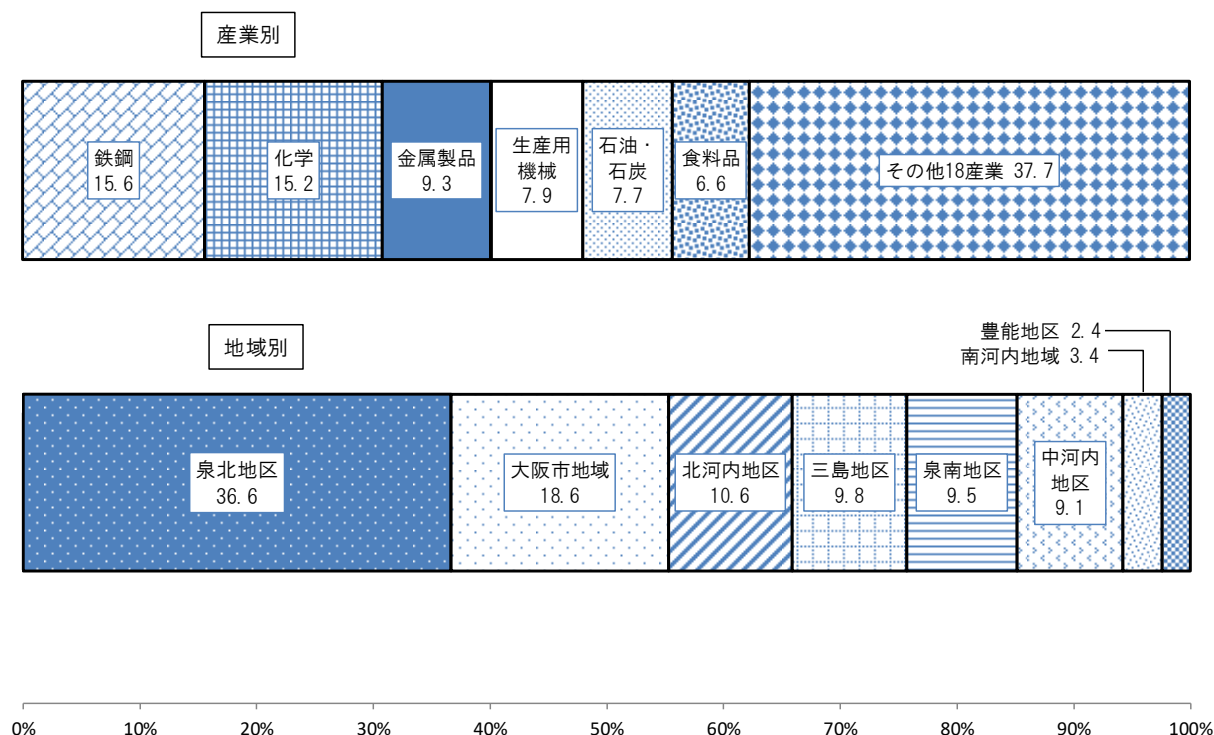 産業別
鉄鋼
15.6
化学
15.2
金属製品
9.3
生産用
機械
7.9
石油・
石炭
7.7
食料品
6.6
その他18産業 37.7
地域別
豊能地区 2.4
南河内地域 3.4
泉北地区
36.6
大阪市地域
18.6
北河内地区
10.6
三島地区
9.8
泉南地区
9.5
中河内
地区
9.1
0% 10% 20% 30% 40% 50% 60% 70% 80% 90% 100%